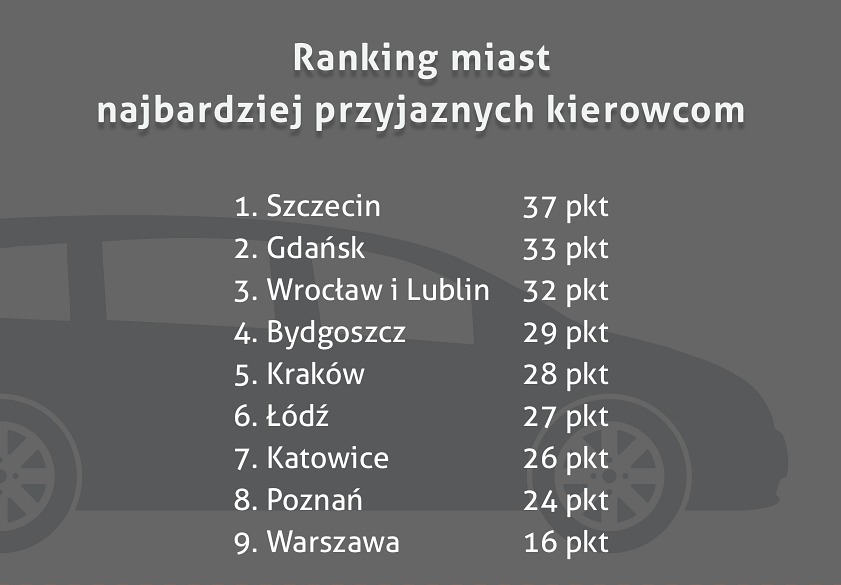 Ranking miast
najbardziej przyjaznych kierowcom
1. Szczecin 37 pkt
2. Gdańsk 33 pkt
3. Wrocław i Lublin 32 pkt
4. Bydgoszcz 29 pkt
5. Kraków 28 pkt
6. Łódź 27 pkt
7. Katowice 26 pkt
8. Poznań 24 pkt
9. Warszawa 16 pkt